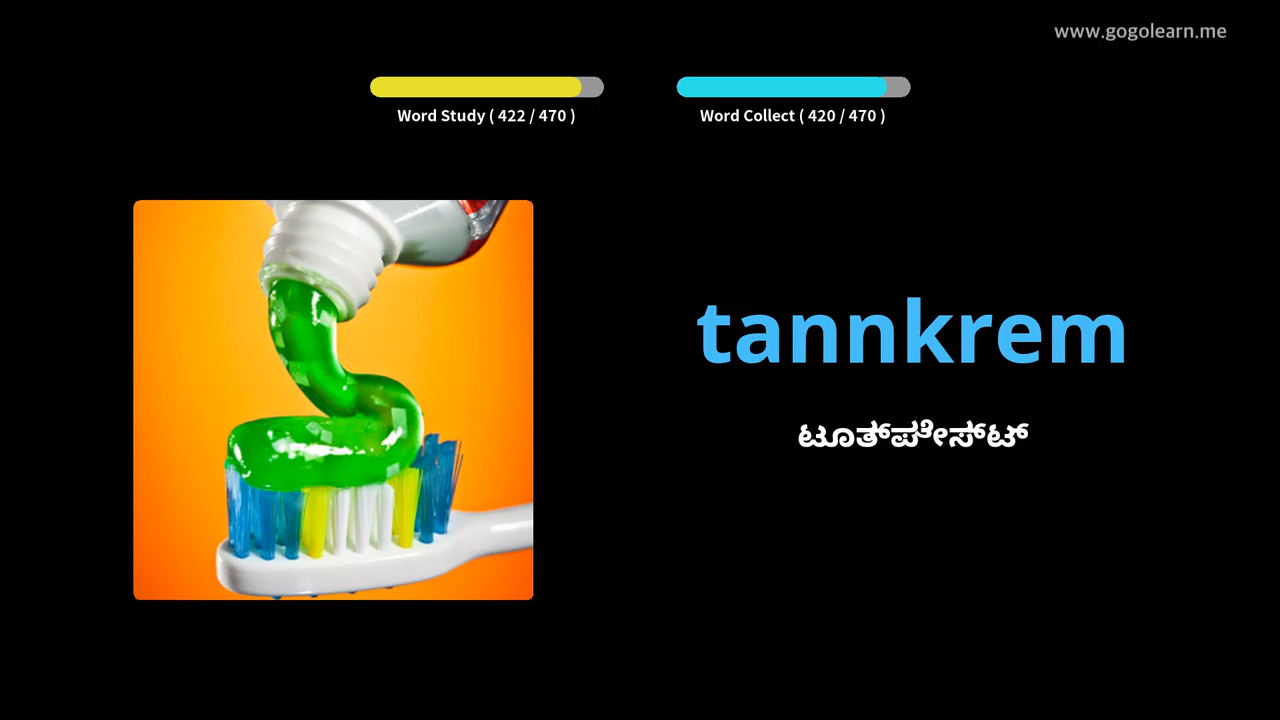 www.gogolearn.me
Word Study ( 422 / 470 )
Word Collect ( 420 / 470 )
tannkrem
ಟೂತ್‌ಪೇಸ್ಟ್‌